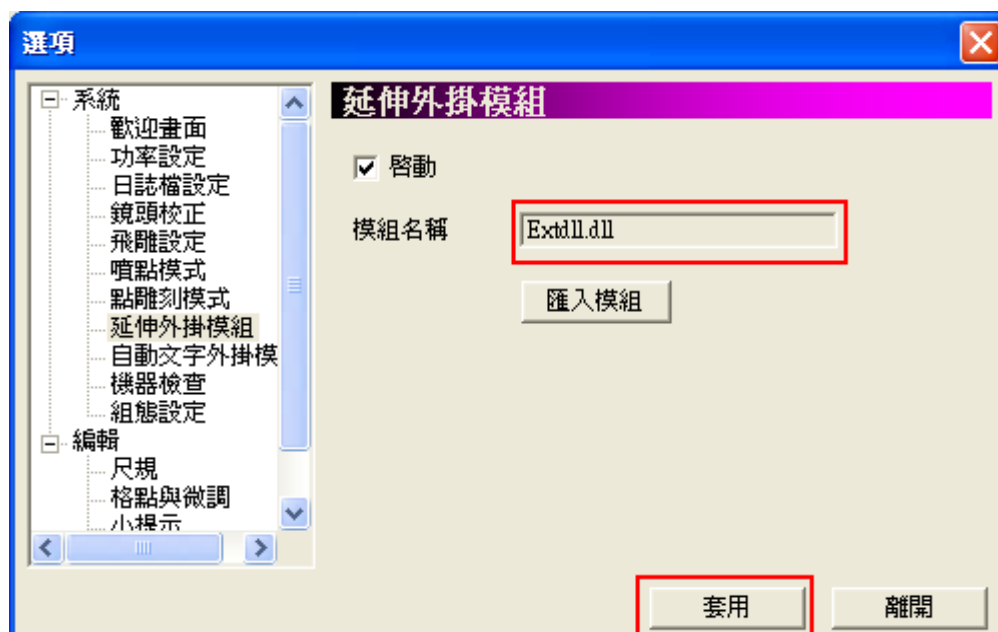 選項
系統
歡迎畫面
功率設定
日誌檔設定
鏡頭校正
飛雕設定
噴點模式
點雕刻模式
延伸外掛模組
自動文字外掛模
機器檢查
組態設定
編輯
尺規
格點與微調
小提示
延伸外掛模組
啓動
模組名稱 Extdll.dll
匯入模組
套用 離開